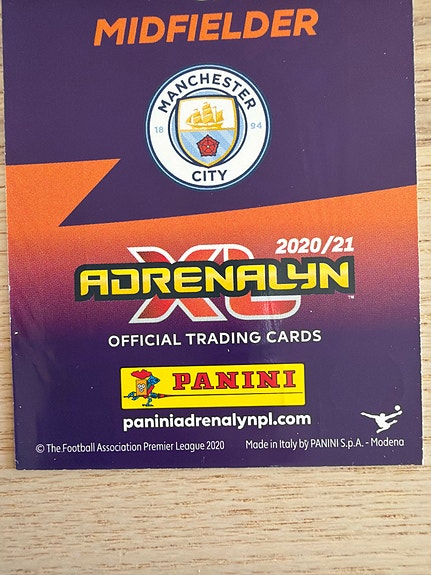 MIDFIELDER
MANCHESTER
18 94
CITY
2020/21
ADRENALYN
XL
™
OFFICIAL TRADING CARDS
PANINI
paniniadrenalynpl.com
© The Football Association Premier League 2020 Made in Italy by PANINI S.p.A. - Modena